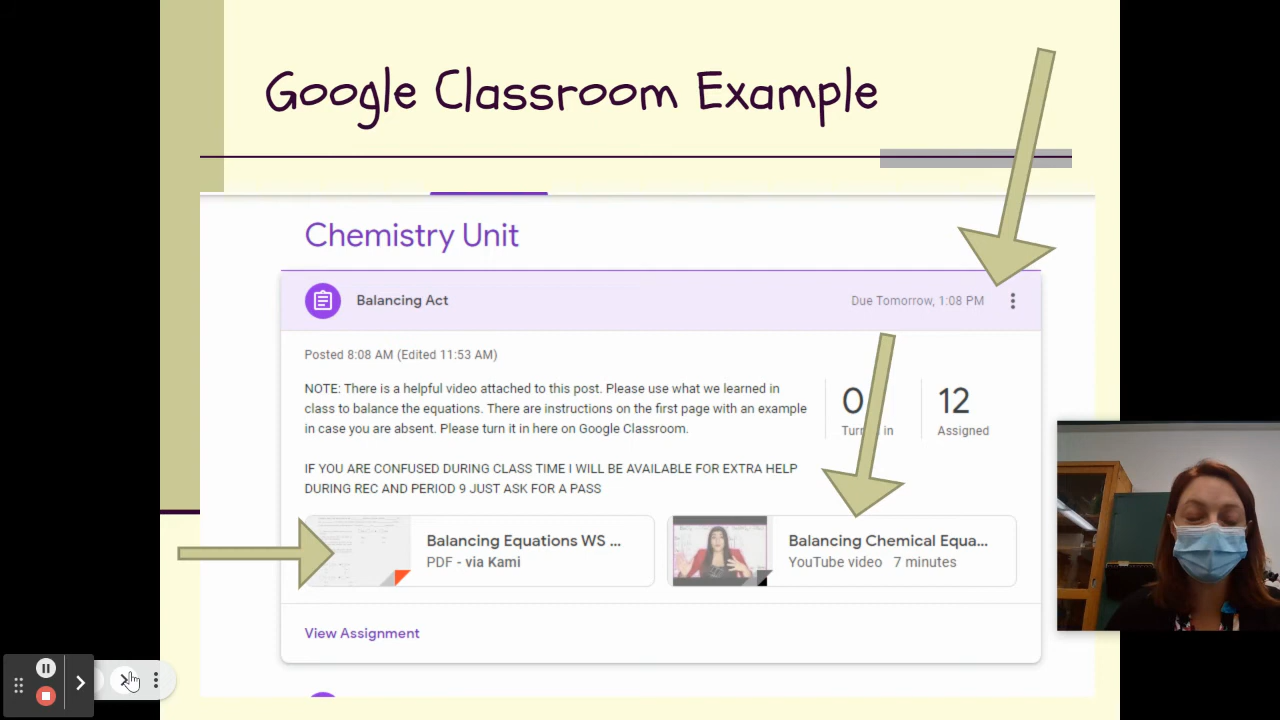 Google Classroom Example
Chemistry Unit
Balancing Act
Due Tomorrow, 1:08 PM
Posted 8:08 AM (Edited 11:53 AM)
NOTE: There is a helpful video attached to this post. Please use what we learned in
class to balance the equations. There are instructions on the first page with an example
in case you are absent. Please turn it in here on Google Classroom.
IF YOU ARE CONFUSED DURING CLASS TIME I WILL BE AVAILABLE FOR EXTRA HELP
DURING REC AND PERIOD 9 JUST ASK FOR A PASS
0
Turned in
12
Assigned
Balancing Equations WS ...
PDF - via Kami
Balancing Chemical Equa...
YouTube video 7 minutes
View Assignment